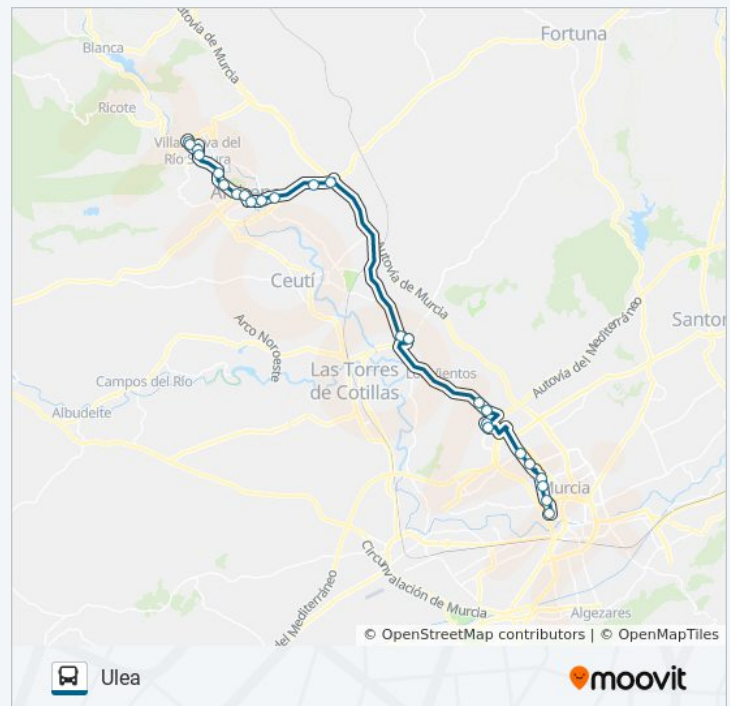 Fortuna
Autovía de Murcia
Blanca
Ricote
Villanueva del
Río Segura
Ceutí
Autovía de Murcia
Santo
Arco Noroeste
Autovía del Mediterráneo
Las Torres
de Cotillas
Campos del Río
Albudeite
Murcia
Circunvalación de Murcia
del Mediterráneo
Algezares
© OpenStreetMap contributors | © OpenMapTiles
Ulea
moovit